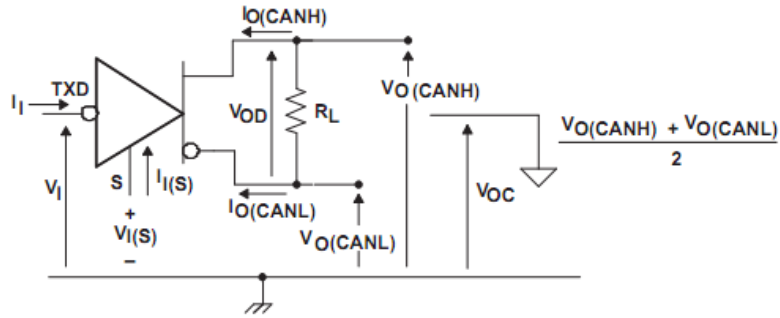 IO(CANH)
TXD
II
VOD
RL
VO(CANH)
VO(CANH) + VO(CANL)
2
VI
S
II(S)
IO(CANL)
VOC
+
VI(S)
–
VO(CANL)